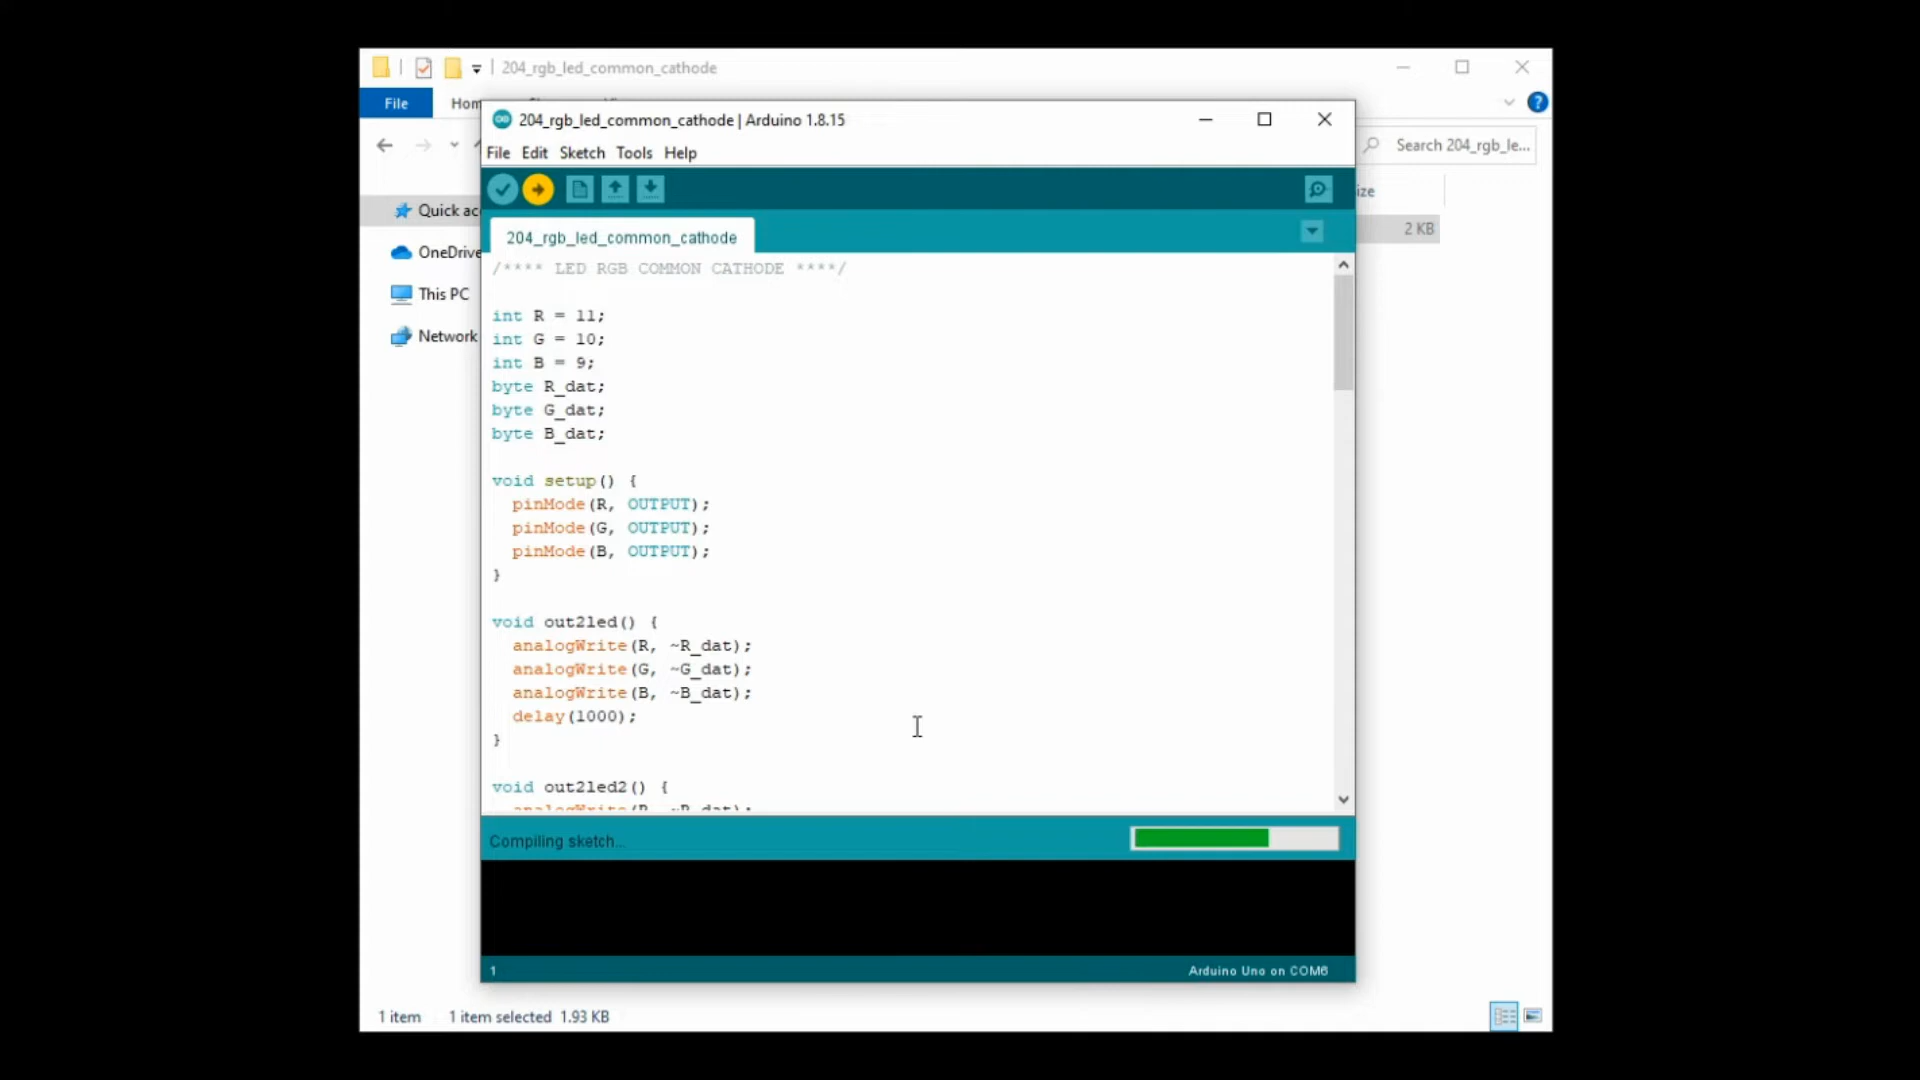 204_rgb_led_common_cathode
File
Hom
204_rgb_led_common_cathode | Arduino 1.8.15
File Edit Sketch Tools Help
Search 204_rgb_le...
ize
2 KB
Quick acc
OneDrive
This PC
Network
204_rgb_led_common_cathode
/**** LED RGB COMMON CATHODE ****/
int R = 11;
int G = 10;
int B = 9;
byte R_dat;
byte G_dat;
byte B_dat;
void setup() {
pinMode(R, OUTPUT);
pinMode(G, OUTPUT);
pinMode(B, OUTPUT);
}
void out2led() {
analogWrite(R, ~R_dat);
analogWrite(G, ~G_dat);
analogWrite(B, ~B_dat);
delay(1000);
}
void out2led2() {
analogWrite(R, ~R_dat);
Compiling sketch...
1
Arduino Uno on COM6
1 item 1 item selected 1.93 KB